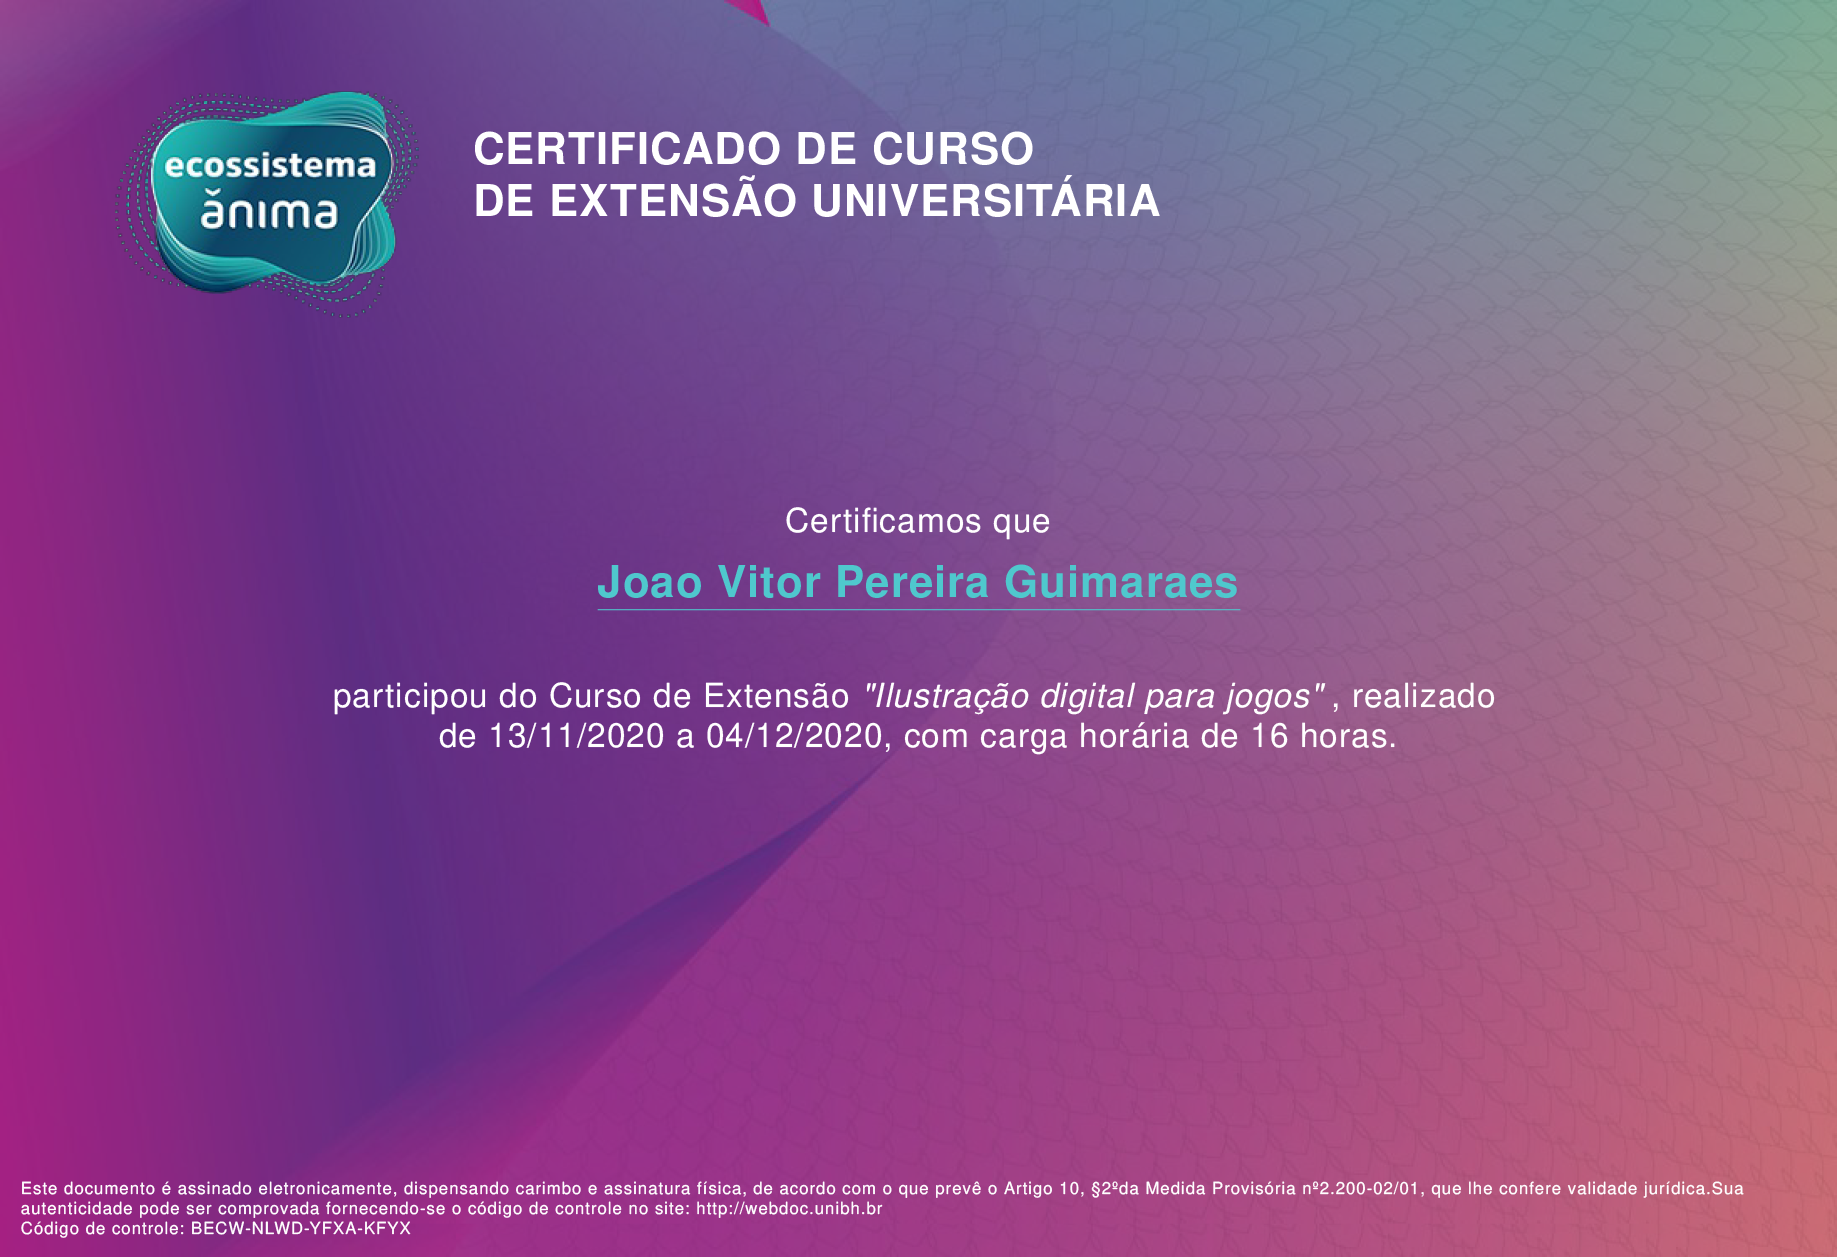 ecossistema
ănima
CERTIFICADO DE CURSO
DE EXTENSÃO UNIVERSITÁRIA
Certificamos que
Joao Vitor Pereira Guimaraes
participou do Curso de Extensão "Ilustração digital para jogos" , realizado
de 13/11/2020 a 04/12/2020, com carga horária de 16 horas.
Este documento é assinado eletronicamente, dispensando carimbo e assinatura física, de acordo com o que prevê o Artigo 10, §2ºda Medida Provisória nº2.200-02/01, que lhe confere validade jurídica.Sua
autenticidade pode ser comprovada fornecendo-se o código de controle no site: http://webdoc.unibh.br
Código de controle: BECW-NLWD-YFXA-KFYX